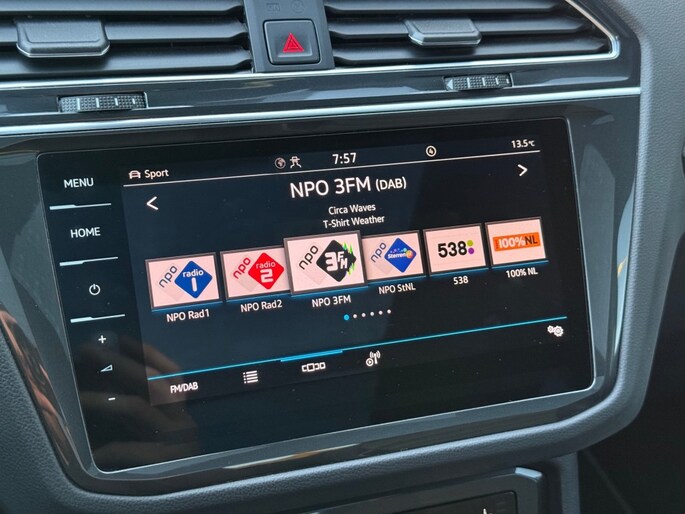 MENU
HOME
Sport
7:57
13.5°C
NPO 3FM (DAB)
Circa Waves
T-Shirt Weather
npo radio 1
npo radio 2
npo 3FM
npo Sterren
538
100%NL
NPO Rad1
NPO Rad2
NPO 3FM
NPO StNL
538
100% NL
+
-
FM/DAB